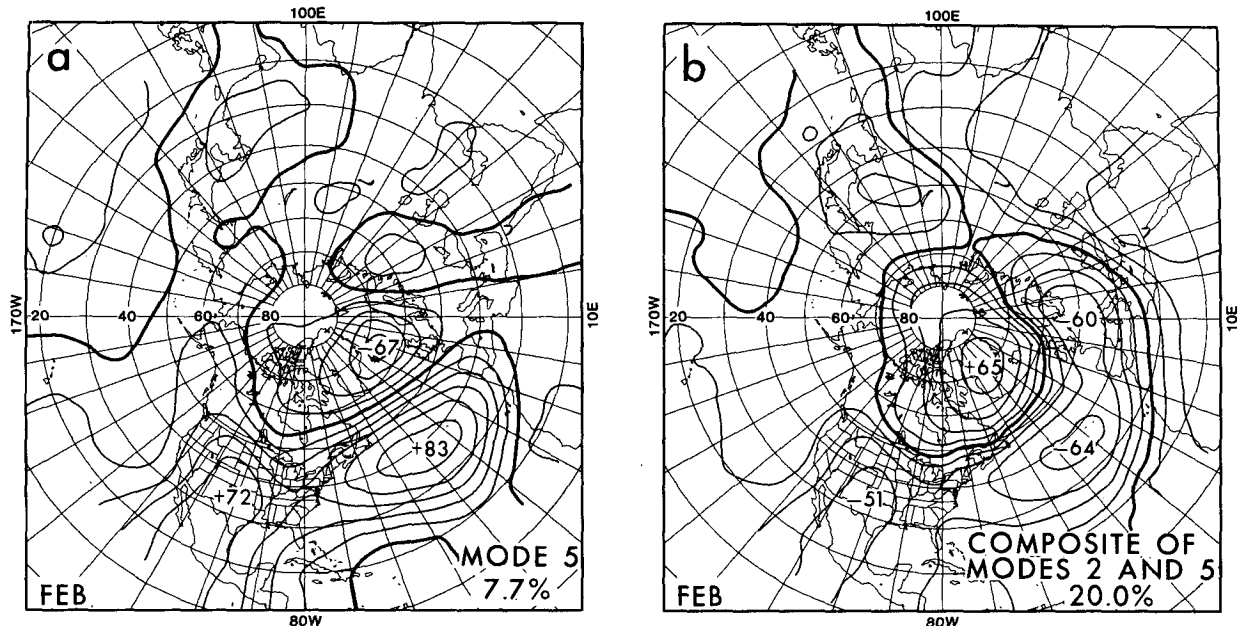 100E
a
170W
20
40
60
80
10E
-67
+83
+72
MODE 5
7.7%
FEB
80W
100E
b
170W
20
40
60
80
10E
-60
+65
-64
-51
COMPOSITE OF
MODES 2 AND 5
20.0%
FEB
80W